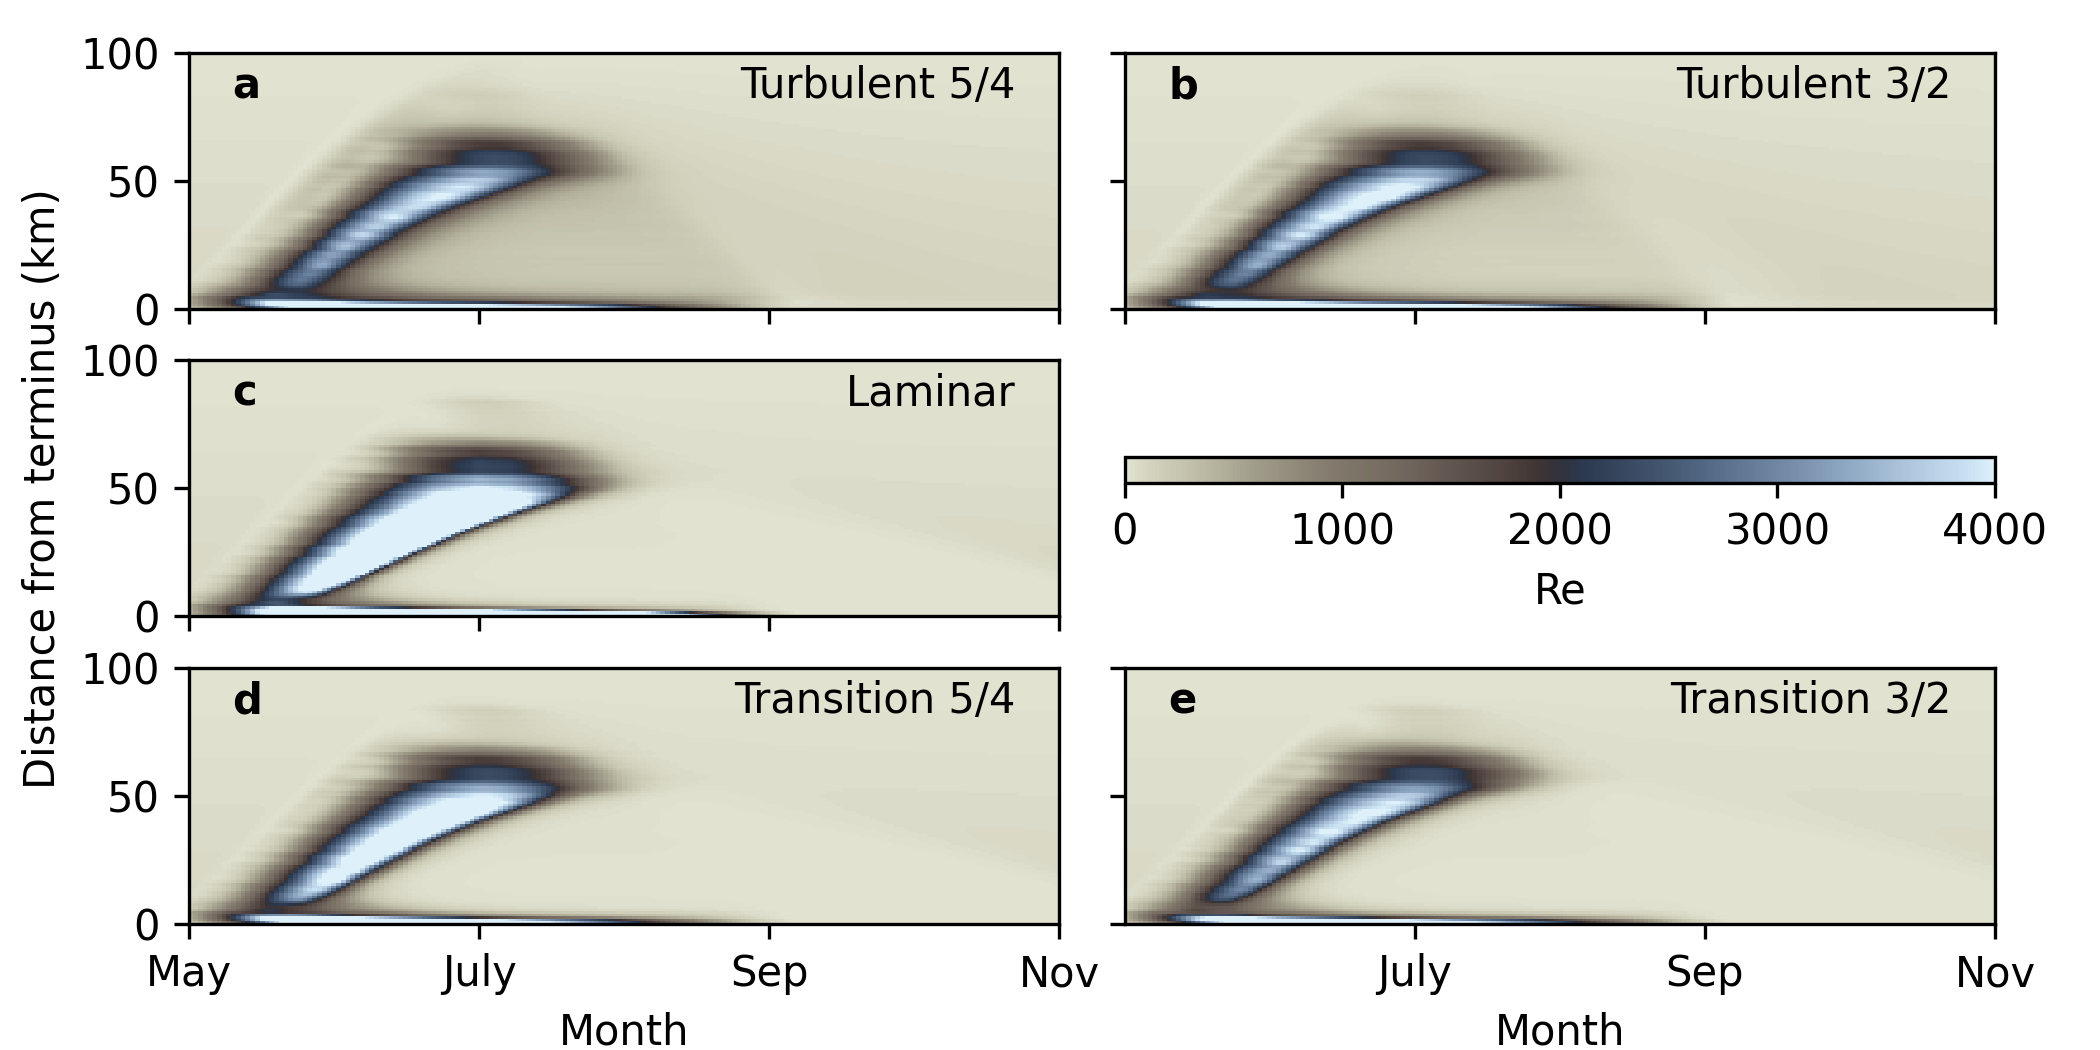 Distance from terminus (km)
100
50
0
a
Turbulent 5/4
b
Turbulent 3/2
100
50
0
c
Laminar
0
1000
2000
3000
4000
Re
100
50
0
d
Transition 5/4
e
Transition 3/2
May
July
Sep
Nov
July
Sep
Nov
Month
Month